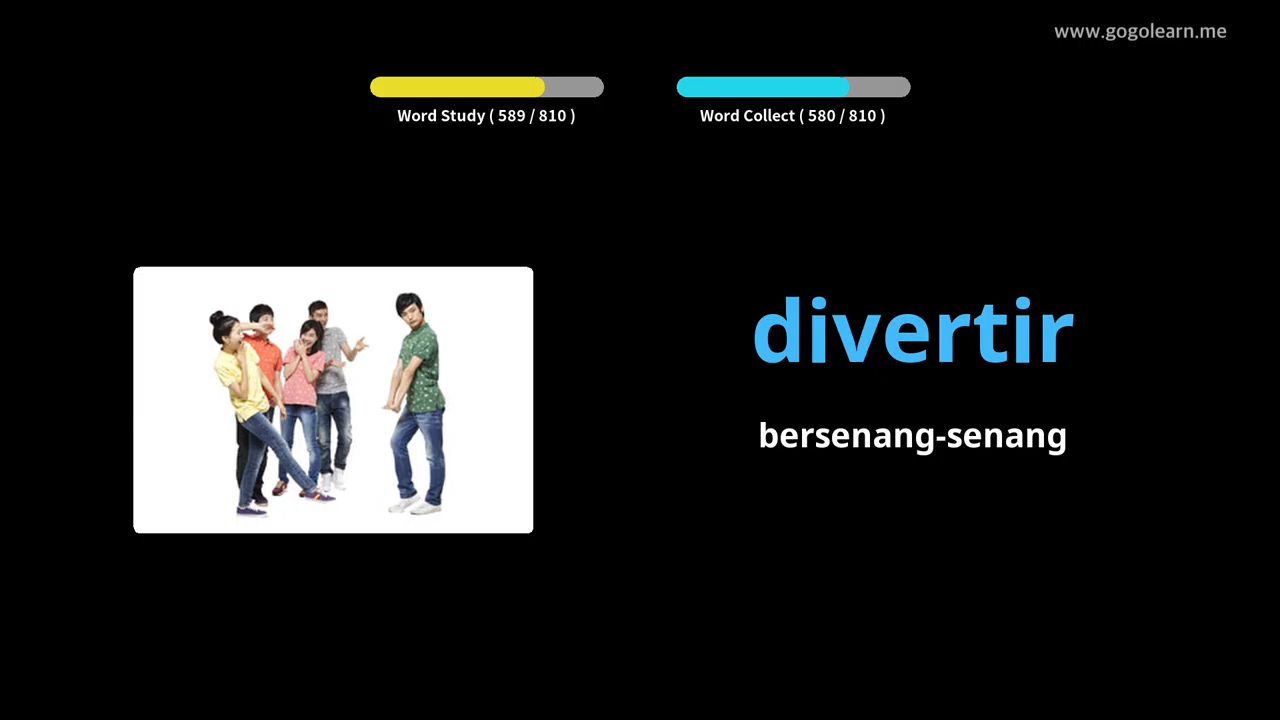 www.gogolearn.me
Word Study ( 589 / 810 )
Word Collect ( 580 / 810 )
divertir
bersenang-senang